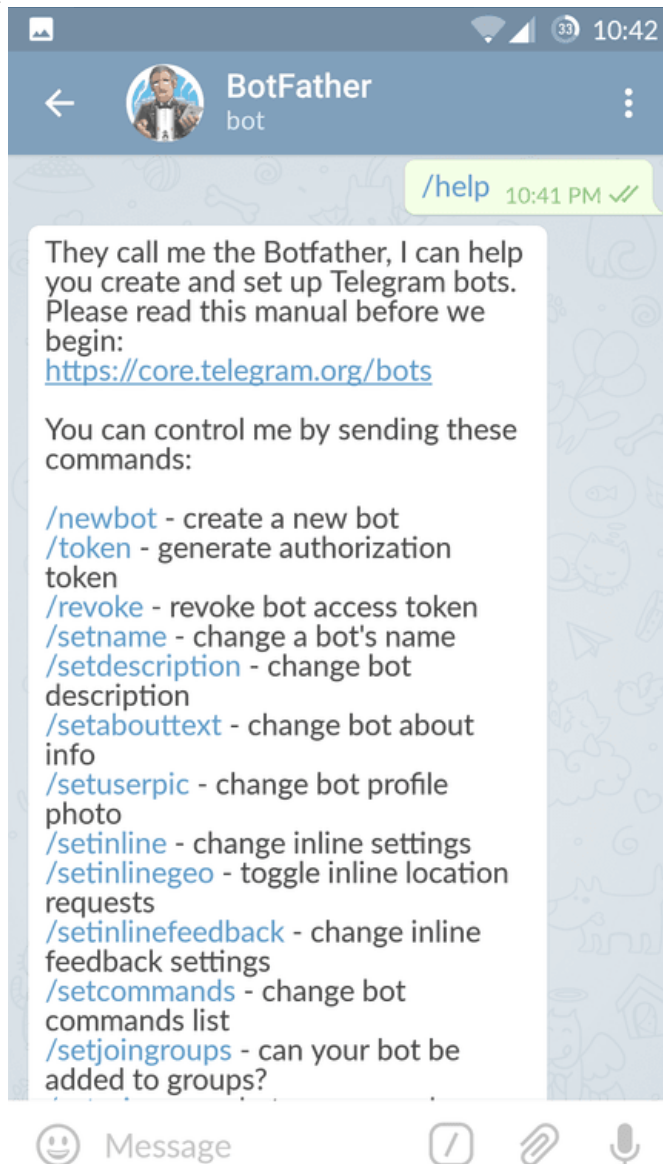 33 10:42
BotFather
bot
/help 10:41 PM
They call me the Botfather, I can help
you create and set up Telegram bots.
Please read this manual before we
begin:
https://core.telegram.org/bots
You can control me by sending these
commands:
/newbot - create a new bot
/token - generate authorization
token
/revoke - revoke bot access token
/setname - change a bot's name
/setdescription - change bot
description
/setabouttext - change bot about
info
/setuserpic - change bot profile
photo
/setinline - change inline settings
/setinlinegeo - toggle inline location
requests
/setinlinefeedback - change inline
feedback settings
/setcommands - change bot
commands list
/setjoingroups - can your bot be
added to groups?
Message